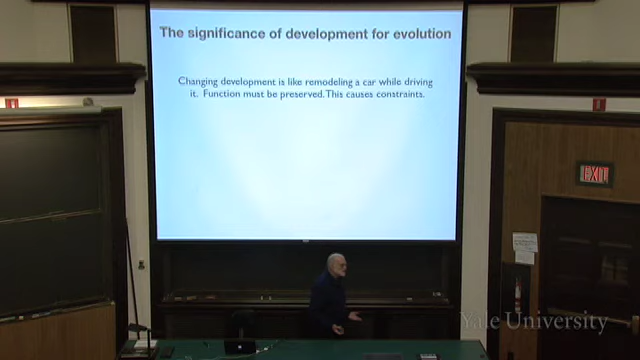 The significance of development for evolution
Changing development is like remodeling a car while driving
it. Function must be preserved. This causes constraints.
EXIT
Yale University